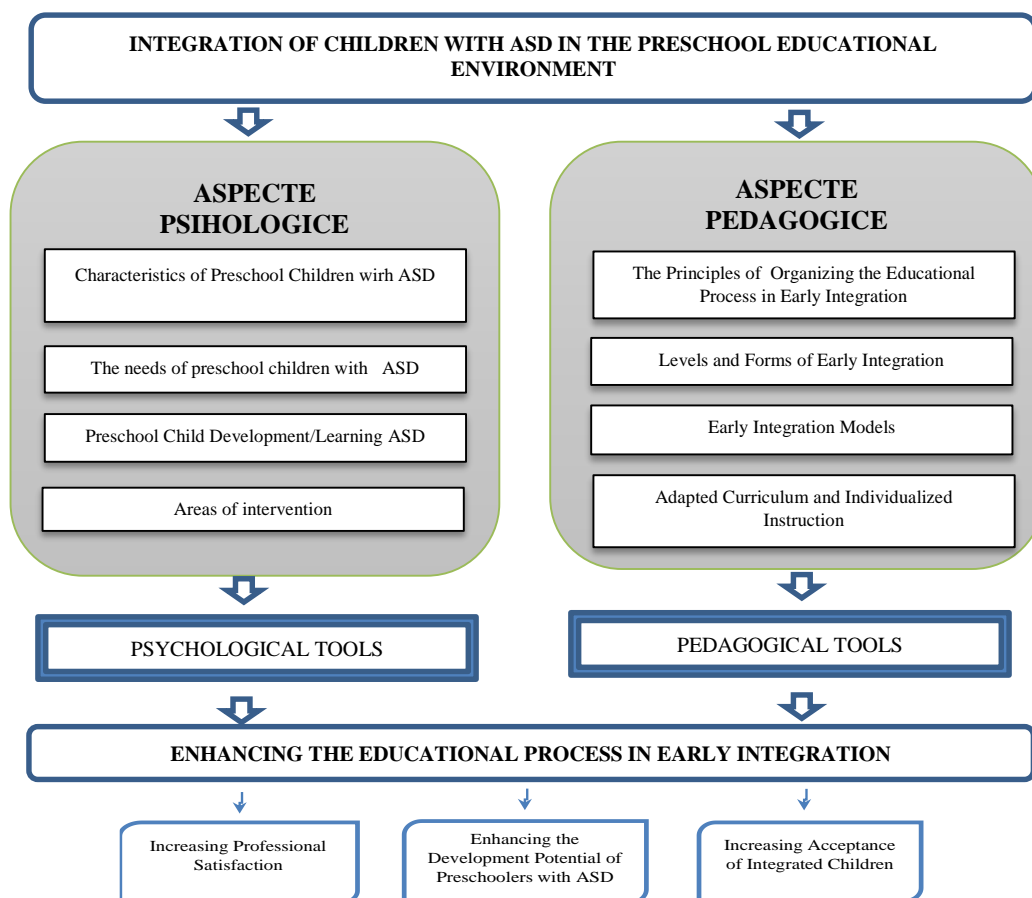 INTEGRATION OF CHILDREN WITH ASD IN THE PRESCHOOL EDUCATIONAL
ENVIRONMENT
ASPECTE
PSIHOLOGICE
Characteristics of Preschool Children wirh ASD
The needs of preschool children with ASD
Preschool Child Development/Learning ASD
Areas of intervention
ASPECTE
PEDAGOGICE
The Principles of Organizing the Educational
Process in Early Integration
Levels and Forms of Early Integration
Early Integration Models
Adapted Curriculum and Individualized
Instruction
PSYCHOLOGICAL TOOLS
PEDAGOGICAL TOOLS
ENHANCING THE EDUCATIONAL PROCESS IN EARLY INTEGRATION
Increasing Professional
Satisfaction
Enhancing the
Development Potential of
Preschoolers with ASD
Increasing Acceptance
of Integrated Children